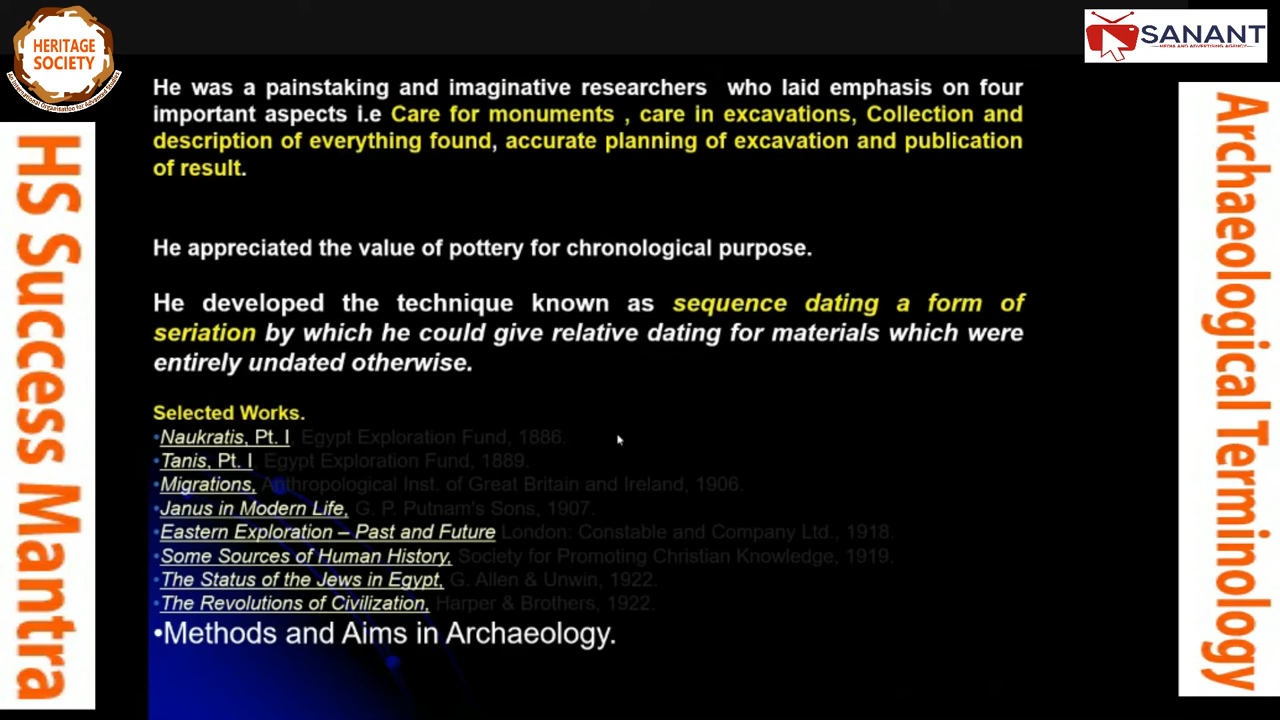 HERITAGE
SOCIETY
SANANT
MEDIA AND ADVERTISING AGENCY
HS Success Mantra
Archaeological Terminology
He was a painstaking and imaginative researchers who laid emphasis on four
important aspects i.e Care for monuments , care in excavations, Collection and
description of everything found, accurate planning of excavation and publication
of result.
He appreciated the value of pottery for chronological purpose.
He developed the technique known as sequence dating a form of
seriation by which he could give relative dating for materials which were
entirely undated otherwise.
Selected Works.
•Naukratis, Pt. I. Egypt Exploration Fund, 1886.
•Tanis, Pt. I. Egypt Exploration Fund, 1889.
•Migrations, Anthropological Inst. of Great Britain and Ireland, 1906.
•Janus in Modern Life, G. P. Putnam's Sons, 1907.
•Eastern Exploration – Past and Future London: Constable and Company Ltd., 1918.
•Some Sources of Human History, Society for Promoting Christian Knowledge, 1919.
•The Status of the Jews in Egypt, G. Allen & Unwin, 1922.
•The Revolutions of Civilization, Harper & Brothers, 1922.
•Methods and Aims in Archaeology.